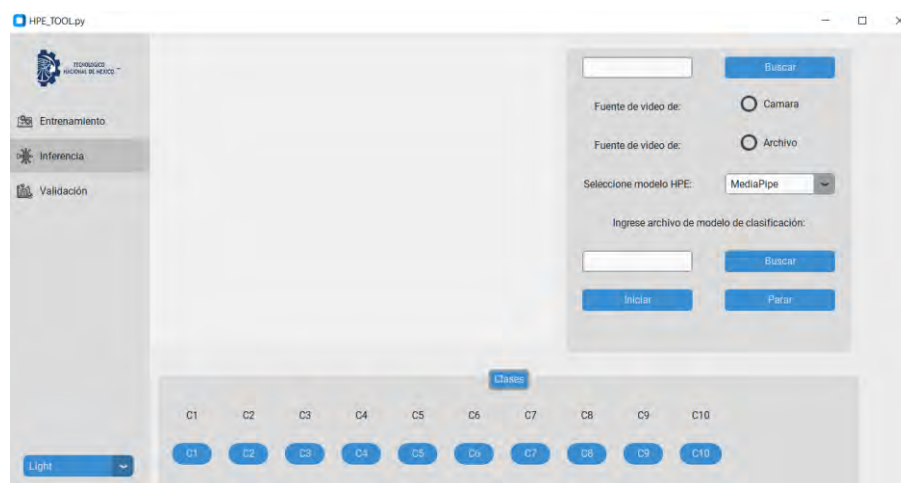 HPE_TOOL.py
TECNOLÓGICO
NACIONAL DE MÉXICO
Entrenamiento
Inferencia
Validación
Light
Buscar
Fuente de video de: Camara
Fuente de video de: Archivo
Seleccione modelo HPE: MediaPipe
Ingrese archivo de modelo de clasificación:
Buscar
Iniciar Parar
Clases
C1 C2 C3 C4 C5 C6 C7 C8 C9 C10
C1 C2 C3 C4 C5 C6 C7 C8 C9 C10